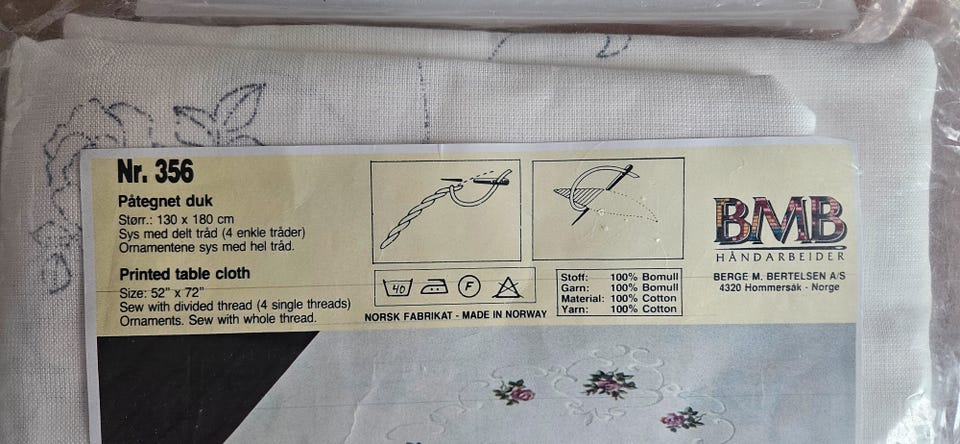 Nr. 356
Påtegnet duk
Størr.: 130 x 180 cm
Sys med delt tråd (4 enkle tråder)
Ornamentene sys med hel tråd.
Printed table cloth
Size: 52" x 72"
Sew with divided thread (4 single threads)
Ornaments. Sew with whole thread.
40
F
A
NORSK FABRIKAT - MADE IN NORWAY
Stoff: 100% Bomull
Garn: 100% Bomull
Material: 100% Cotton
Yarn: 100% Cotton
BMB
HÅNDARBEIDER
BERGE M. BERTELSEN A/S
4320 Hommersåk - Norge